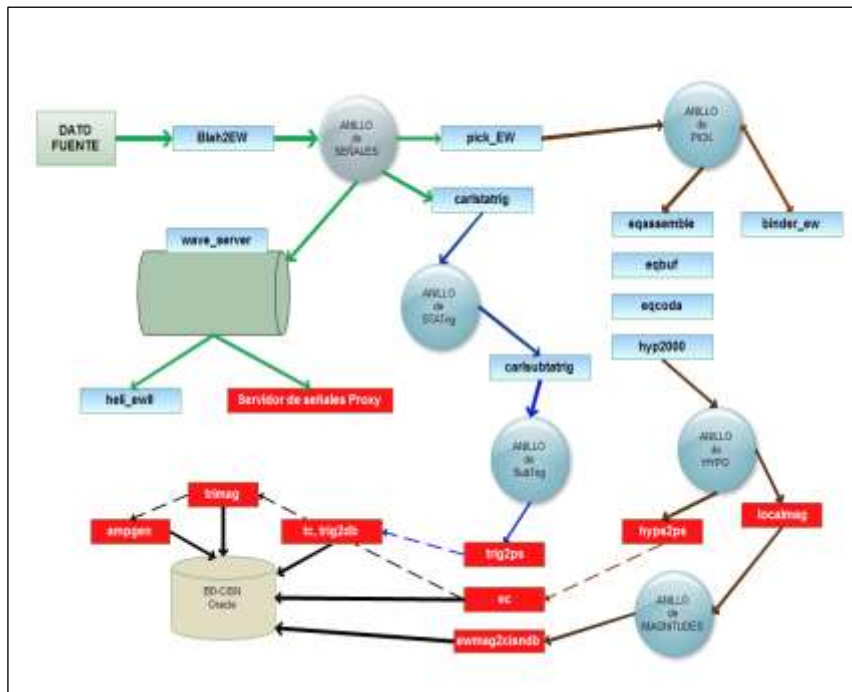 DATO
FUENTE
Blah2EW
ANILLO
de
SEÑALES
pick_EW
ANILLO
de
PICK
carlstatrig
wave_server
eqassemble
binder_ew
eqbuf
ANILLO
de
STATrig
eqcoda
hyp2000
carlsubtatrig
heli_ewII
Servidor de señales Proxy
ANILLO
de
SubTrig
ANILLO
de
HYPO
trimag
localmag
ampgen
tc, trig2db
trig2ps
hyps2ps
BD-CISN
Oracle
ec
ANILLO
de
MAGNITUDES
ewmag2cisndb